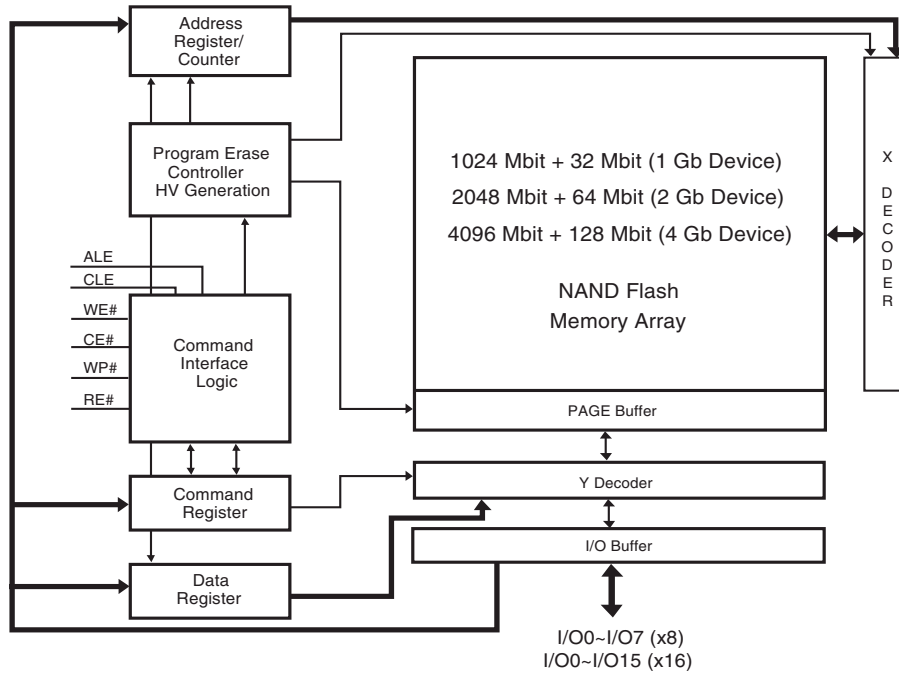 Address
Register/
Counter
Program Erase
Controller
HV Generation
ALE
CLE
WE#
CE#
WP#
RE#
Command
Interface
Logic
Command
Register
Data
Register
1024 Mbit + 32 Mbit (1 Gb Device)
2048 Mbit + 64 Mbit (2 Gb Device)
4096 Mbit + 128 Mbit (4 Gb Device)
NAND Flash
Memory Array
PAGE Buffer
Y Decoder
I/O Buffer
I/O0~I/O7 (x8)
I/O0~I/O15 (x16)
X
D
E
C
O
D
E
R